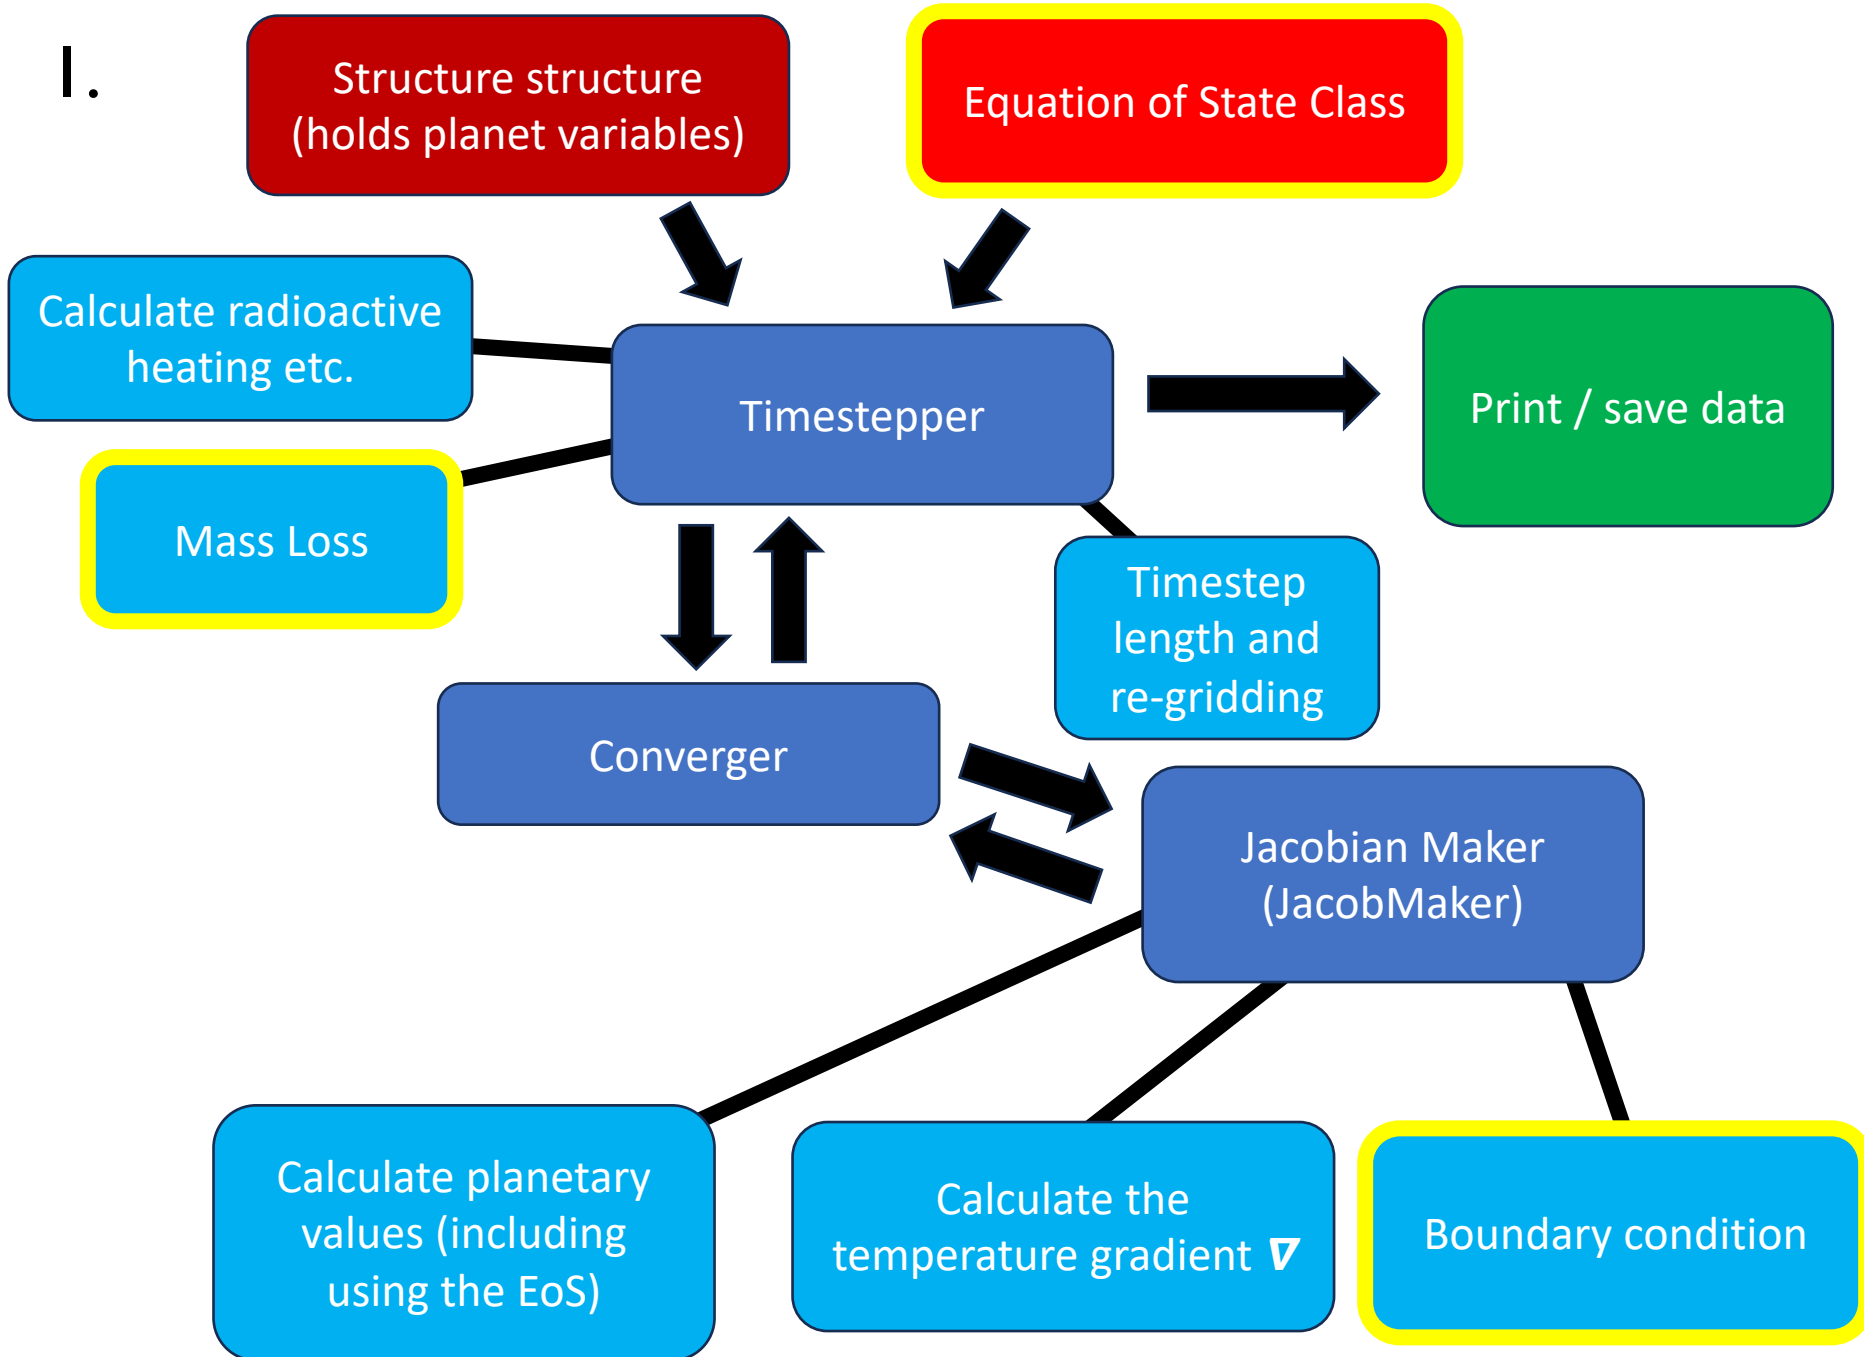 I.
Structure structure
(holds planet variables)
Equation of State Class
Calculate radioactive
heating etc.
Timestepper
Print / save data
Mass Loss
Timestep
length and
re-gridding
Converger
Jacobian Maker
(JacobMaker)
Calculate planetary
values (including
using the EoS)
Calculate the
temperature gradient ∇
Boundary condition